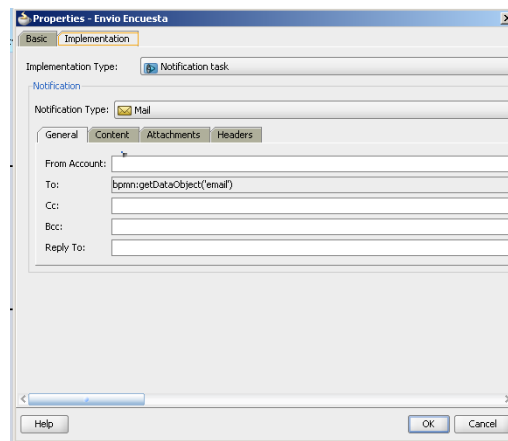 Properties - Envio Encuesta
Basic Implementation
Implementation Type: Notification task
Notification
Notification Type: Mail
General Content Attachments Headers
From Account:
To: bpmn:getDataObject('email')
Cc:
Bcc:
Reply To:
Help OK Cancel